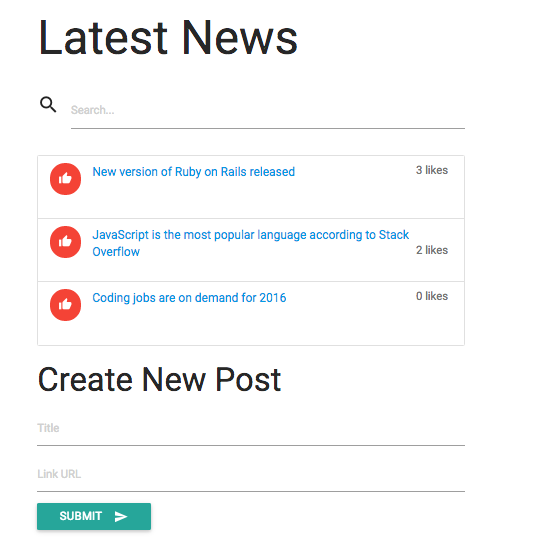 Latest News
Search...
New version of Ruby on Rails released
3 likes
JavaScript is the most popular language according to Stack
Overflow
2 likes
Coding jobs are on demand for 2016
0 likes
Create New Post
Title
Link URL
SUBMIT